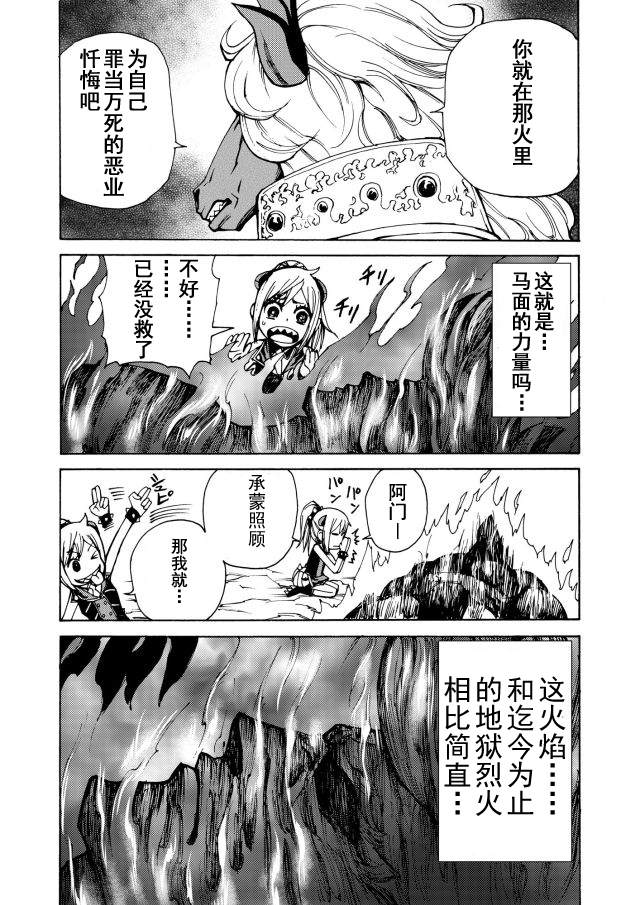 你就在那火里
为自己
罪当万死的恶业
忏悔吧
这就是…
马面的力量吗…
チリ
チリ
不好……
……
已经没救了
阿门—
パン
パン
承蒙照顾
那我就…
ピ。
这火焰……
和迄今为止
的地狱烈火
相比简直…